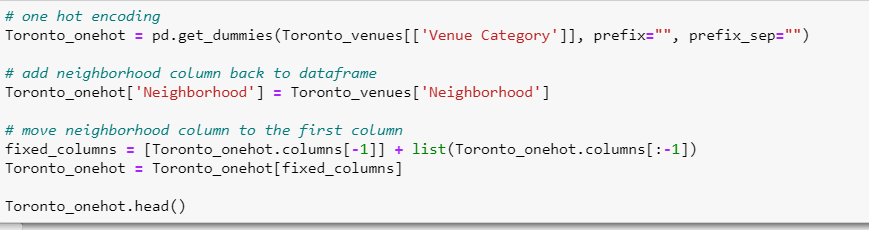 # one hot encoding
Toronto_onehot = pd.get_dummies(Toronto_venues[['Venue Category']], prefix="", prefix_sep="")
# add neighborhood column back to dataframe
Toronto_onehot['Neighborhood'] = Toronto_venues['Neighborhood']
# move neighborhood column to the first column
fixed_columns = [Toronto_onehot.columns[-1]] + list(Toronto_onehot.columns[:-1])
Toronto_onehot = Toronto_onehot[fixed_columns]
Toronto_onehot.head()